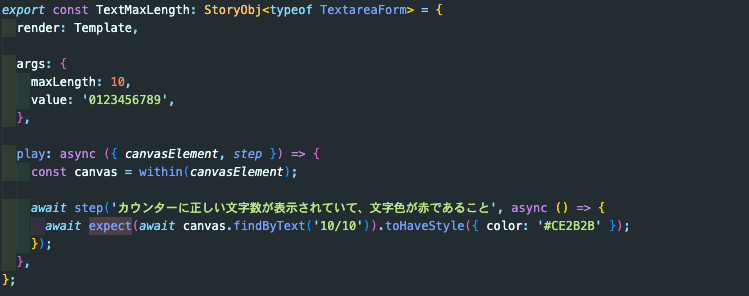 export const TextMaxLength: StoryObj<typeof TextareaForm> = {
render: Template,
args: {
maxLength: 10,
value: '0123456789',
},
play: async ({ canvasElement, step }) => {
const canvas = within(canvasElement);
await step('カウンターに正しい文字数が表示されていて、文字色が赤であること', async () => {
await expect(await canvas.findByText('10/10')).toHaveStyle({ color: '#CE2B2B' });
});
},
};